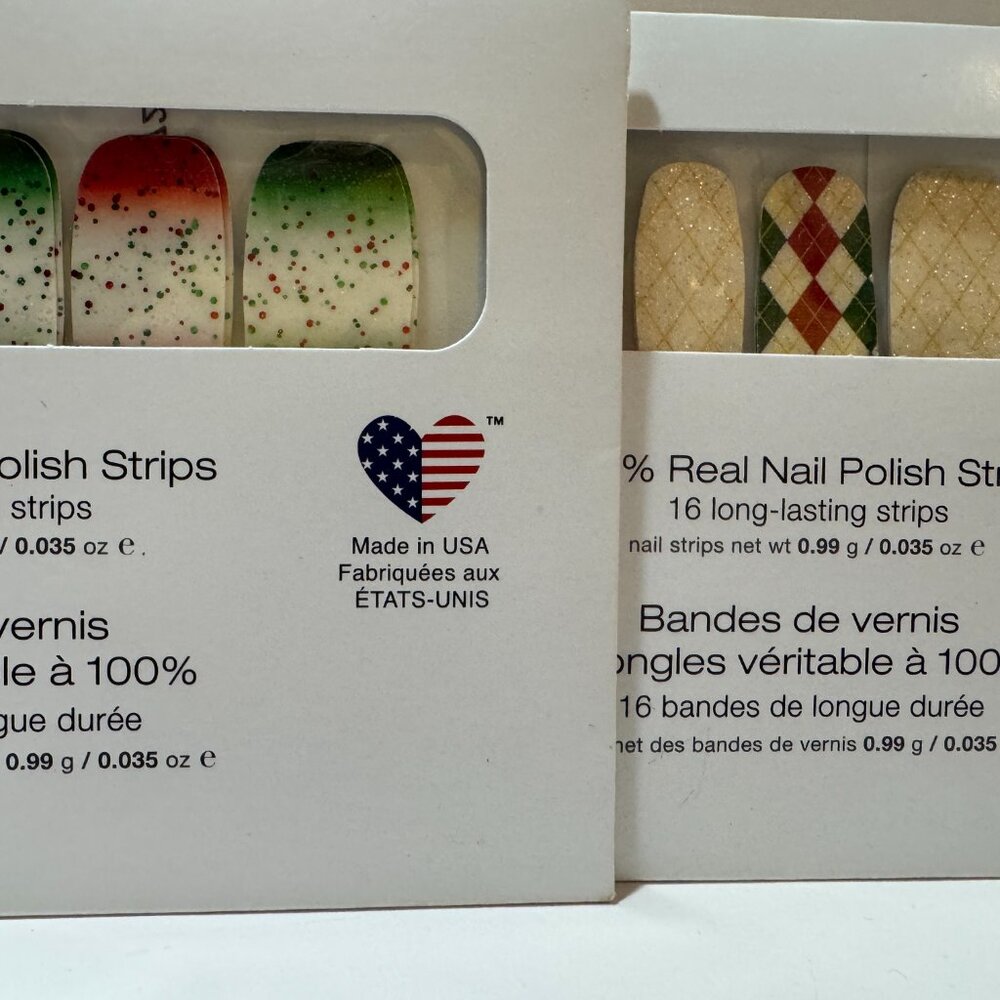 olish Strips
strips
/ 0.035 oz e.
vernis
le à 100%
gue durée
0.99 g / 0.035 oz e
TM
Made in USA
Fabriquées aux
ÉTATS-UNIS
% Real Nail Polish Str
16 long-lasting strips
nail strips net wt 0.99 g / 0.035 oz e
Bandes de vernis
ongles véritable à 100
16 bandes de longue durée
net des bandes de vernis 0.99 g / 0.035